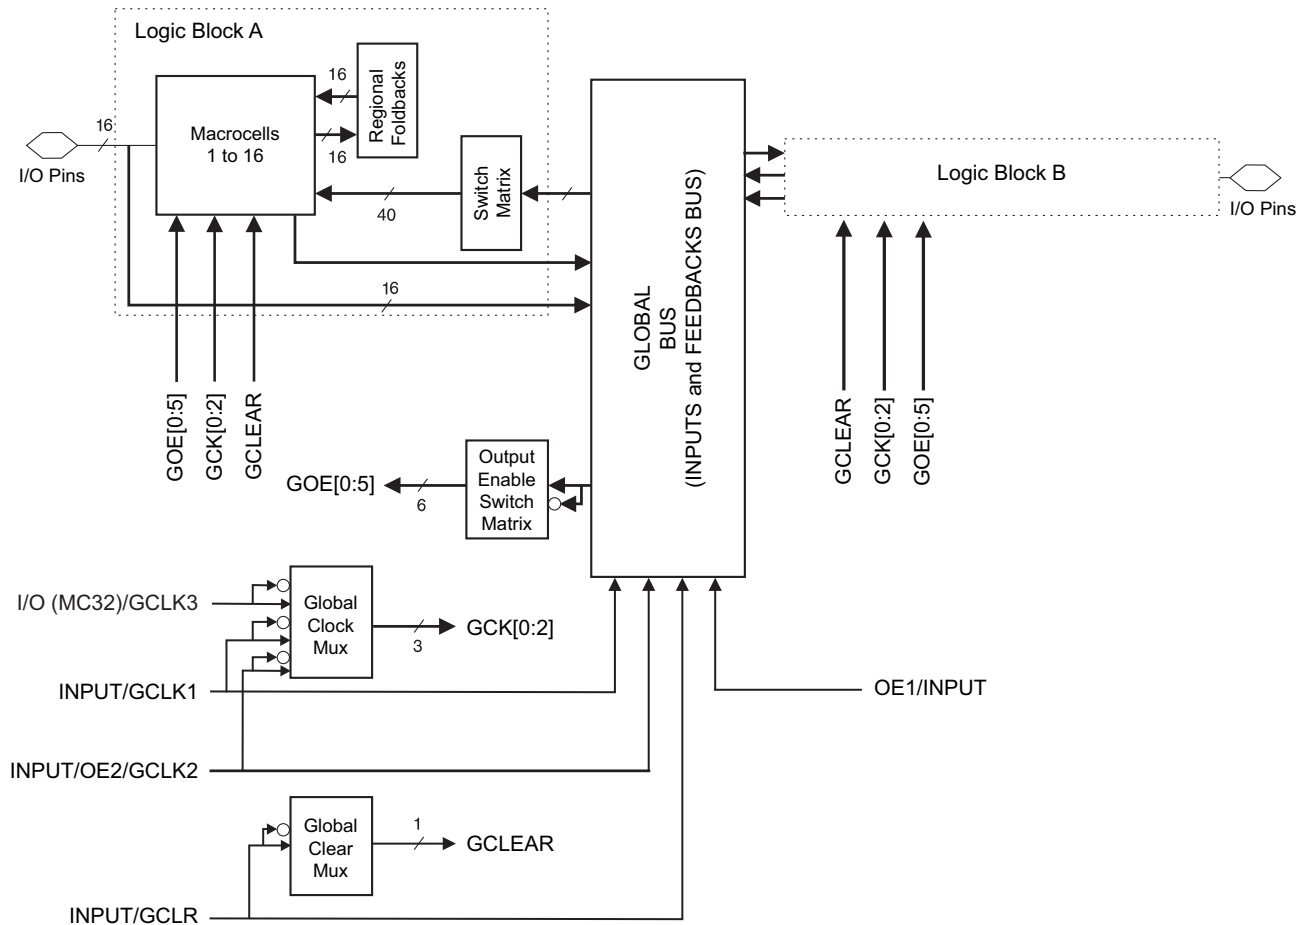 Logic Block A
16
Regional
Foldbacks
16
Macrocells
1 to 16
16
I/O Pins
Switch
Matrix
40
16
GOE[0:5]
GCK[0:2]
GCLEAR
GLOBAL
BUS
(INPUTS and FEEDBACKS BUS)
Logic Block B
I/O Pins
GCLEAR
GCK[0:2]
GOE[0:5]
Output
Enable
Switch
Matrix
GOE[0:5]
6
I/O (MC32)/GCLK3
Global
Clock
Mux
3
GCK[0:2]
INPUT/GCLK1
OE1/INPUT
INPUT/OE2/GCLK2
Global
Clear
Mux
1
GCLEAR
INPUT/GCLR